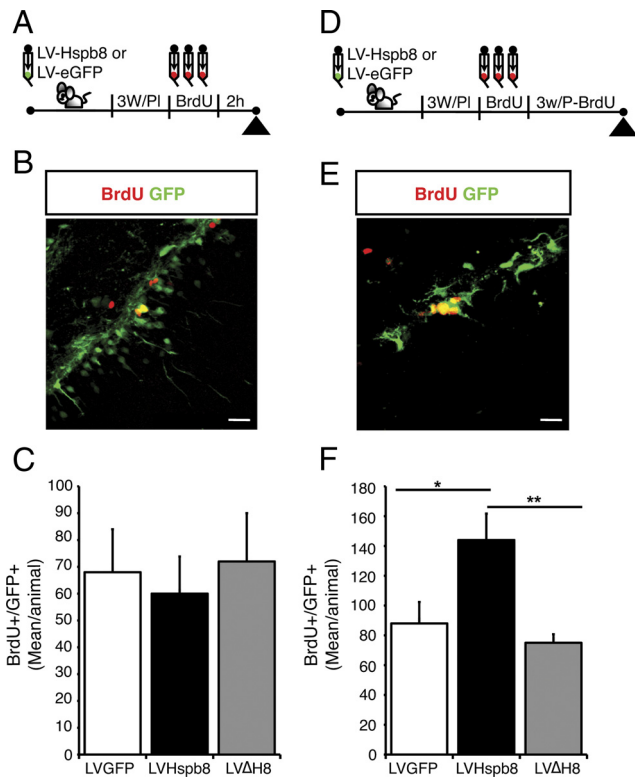 A
LV-Hspb8 or
LV-eGFP
3W/PI
BrdU
2h
B
BrdU GFP
C
BrdU+/GFP+
(Mean/animal)
100
90
80
70
60
50
40
30
20
10
0
LVGFP
LVHspb8
LVΔH8
D
LV-Hspb8 or
LV-eGFP
3W/PI
BrdU
3w/P-BrdU
E
BrdU GFP
F
BrdU+/GFP+
(Mean/animal)
180
160
140
120
100
80
60
40
20
0
*
**
LVGFP
LVHspb8
LVΔH8